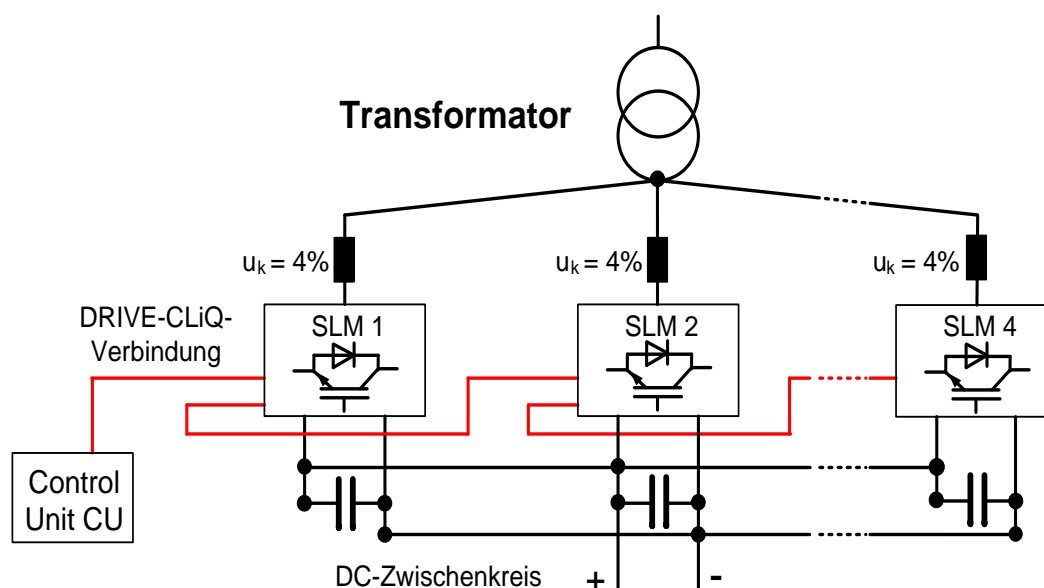 Transformator
uk = 4%
uk = 4%
uk = 4%
DRIVE-CLiQ-
Verbindung
SLM 1
SLM 2
SLM 4
Control
Unit CU
DC-Zwischenkreis
+
-